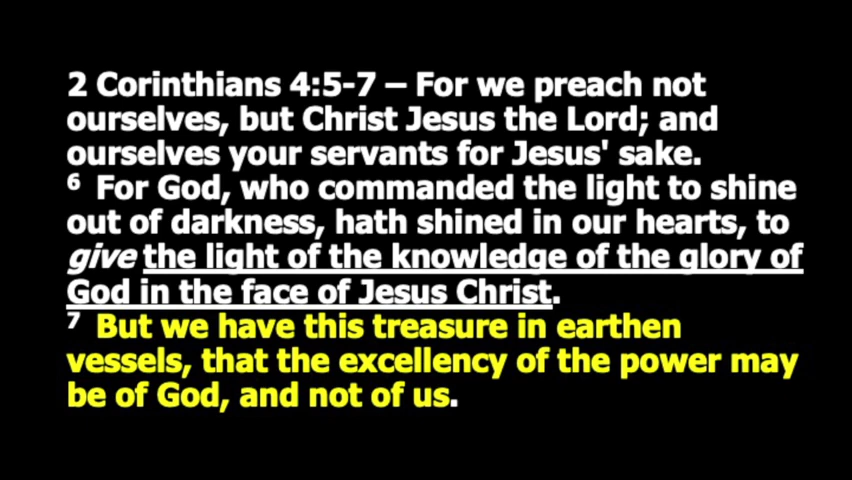 2 Corinthians 4:5-7 – For we preach not
ourselves, but Christ Jesus the Lord; and
ourselves your servants for Jesus' sake.
6 For God, who commanded the light to shine
out of darkness, hath shined in our hearts, to
give the light of the knowledge of the glory of
God in the face of Jesus Christ.
7 But we have this treasure in earthen
vessels, that the excellency of the power may
be of God, and not of us.